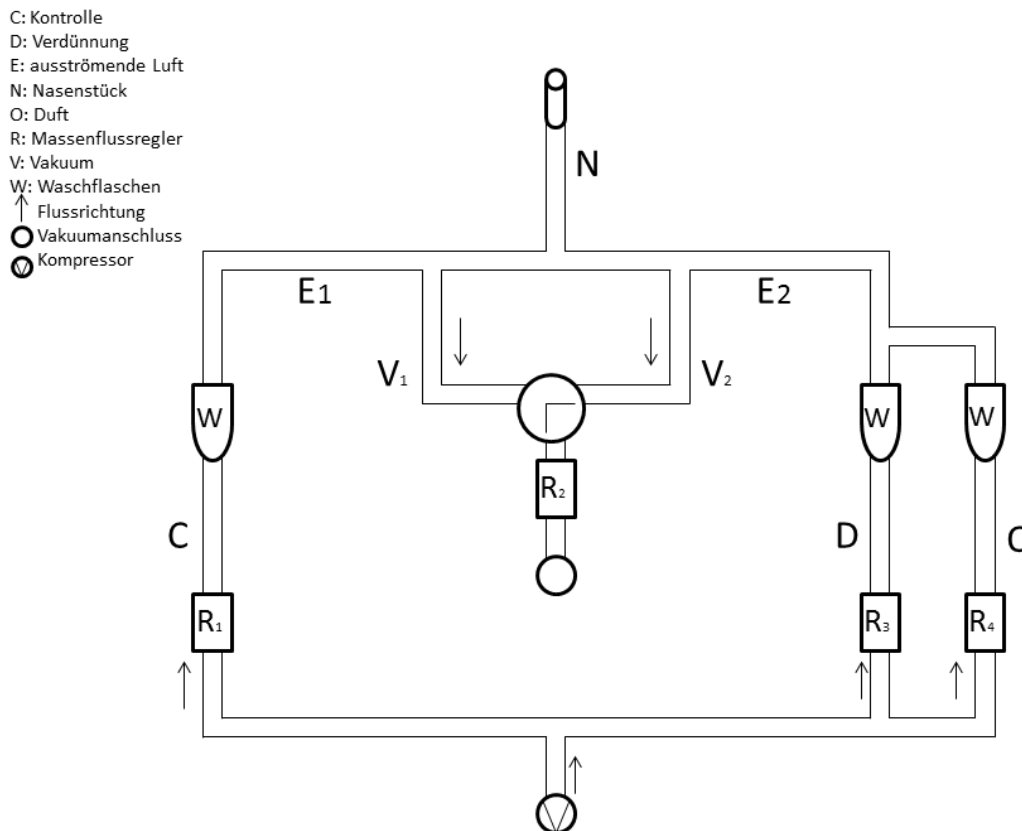 C: Kontrolle
D: Verdünnung
E: ausströmende Luft
N: Nasenstück
O: Duft
R: Massenflussregler
V: Vakuum
W: Waschflaschen
Flussrichtung
Vakuumanschluss
V Kompressor
N
E1
E2
V1
V2
W
W
W
R2
C
D
O
R1
R3
R4
V